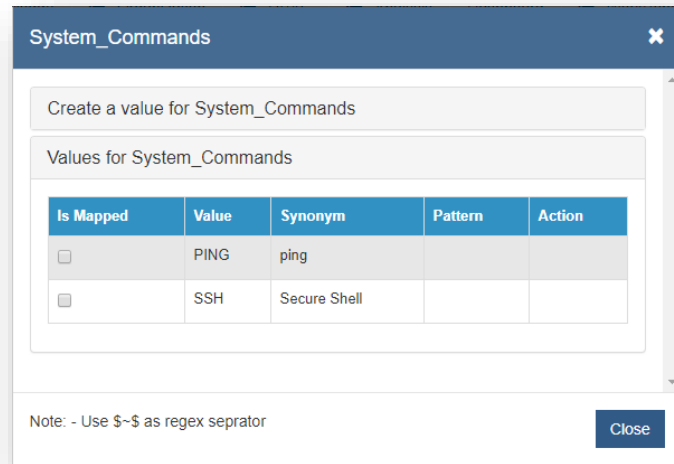 System_Commands
Create a value for System_Commands
Values for System_Commands
Is Mapped Value Synonym Pattern Action
PING ping
SSH Secure Shell
Note: - Use $~$ as regex seprator
Close